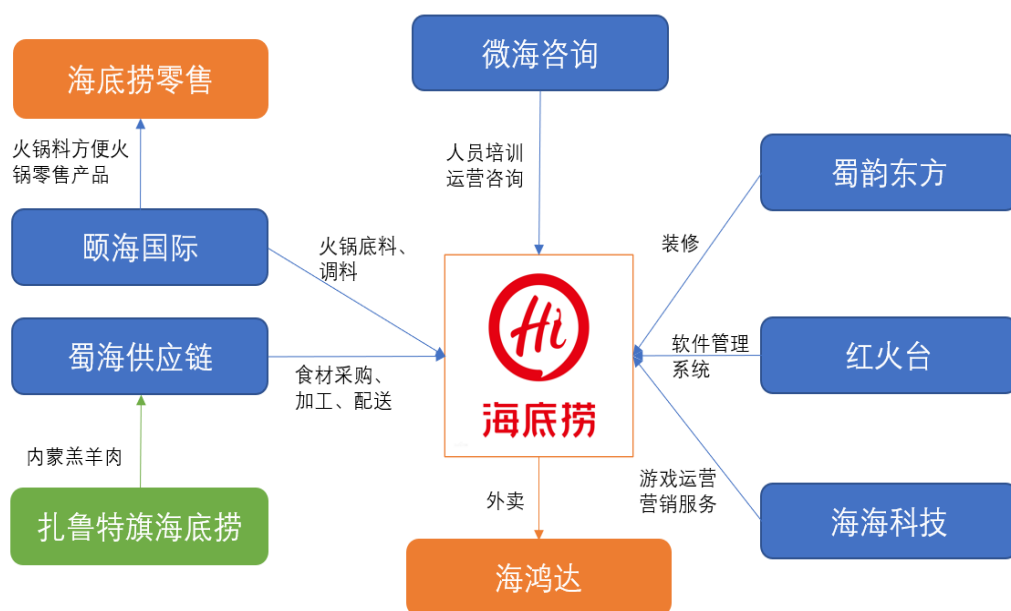 海底捞零售
微海咨询
火锅料方便火
锅零售产品
人员培训
运营咨询
蜀韵东方
颐海国际
火锅底料、
调料
装修
Hi
海底捞
蜀海供应链
食材采购、
加工、配送
软件管理
系统
红火台
内蒙羔羊肉
扎鲁特旗海底捞
外卖
游戏运营
营销服务
海海科技
海鸿达